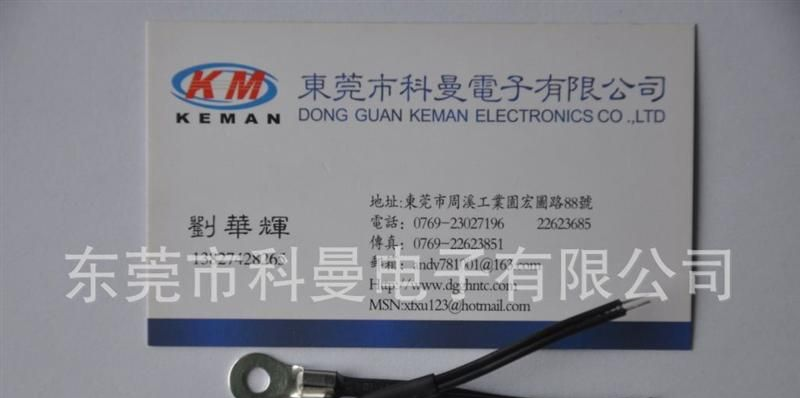 KM
KEMAN
東莞市科曼電子有限公司
DONG GUAN KEMAN ELECTRONICS CO .,LTD
地址:東莞市周溪工業園宏圖路88號
電話: 0769-23027196 22623685
劉華輝
傳真: 0769-22623851
郵箱:
MSN:xfxu123@hotmail.com
东莞市科曼电子有限公司